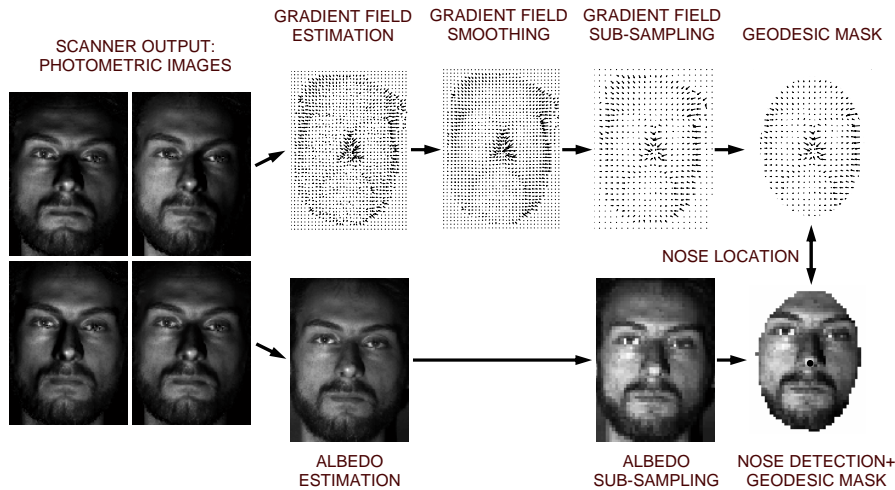 SCANNER OUTPUT:
PHOTOMETRIC IMAGES
GRADIENT FIELD
ESTIMATION
GRADIENT FIELD
SMOOTHING
GRADIENT FIELD
SUB-SAMPLING
GEODESIC MASK
NOSE LOCATION
ALBEDO
ESTIMATION
ALBEDO
SUB-SAMPLING
NOSE DETECTION+
GEODESIC MASK